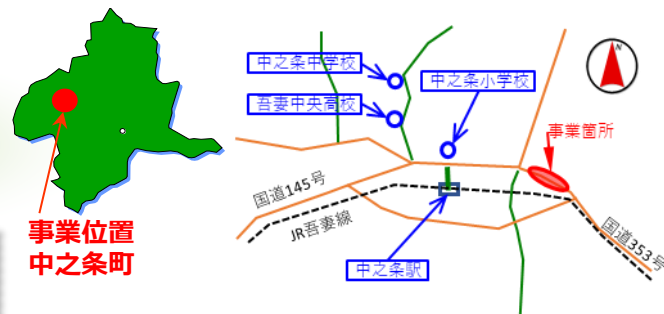 事業位置
中之条町
中之条中学校
吾妻中央高校
中之条小学校
N
事業箇所
国道145号
JR吾妻線
中之条駅
国道353号